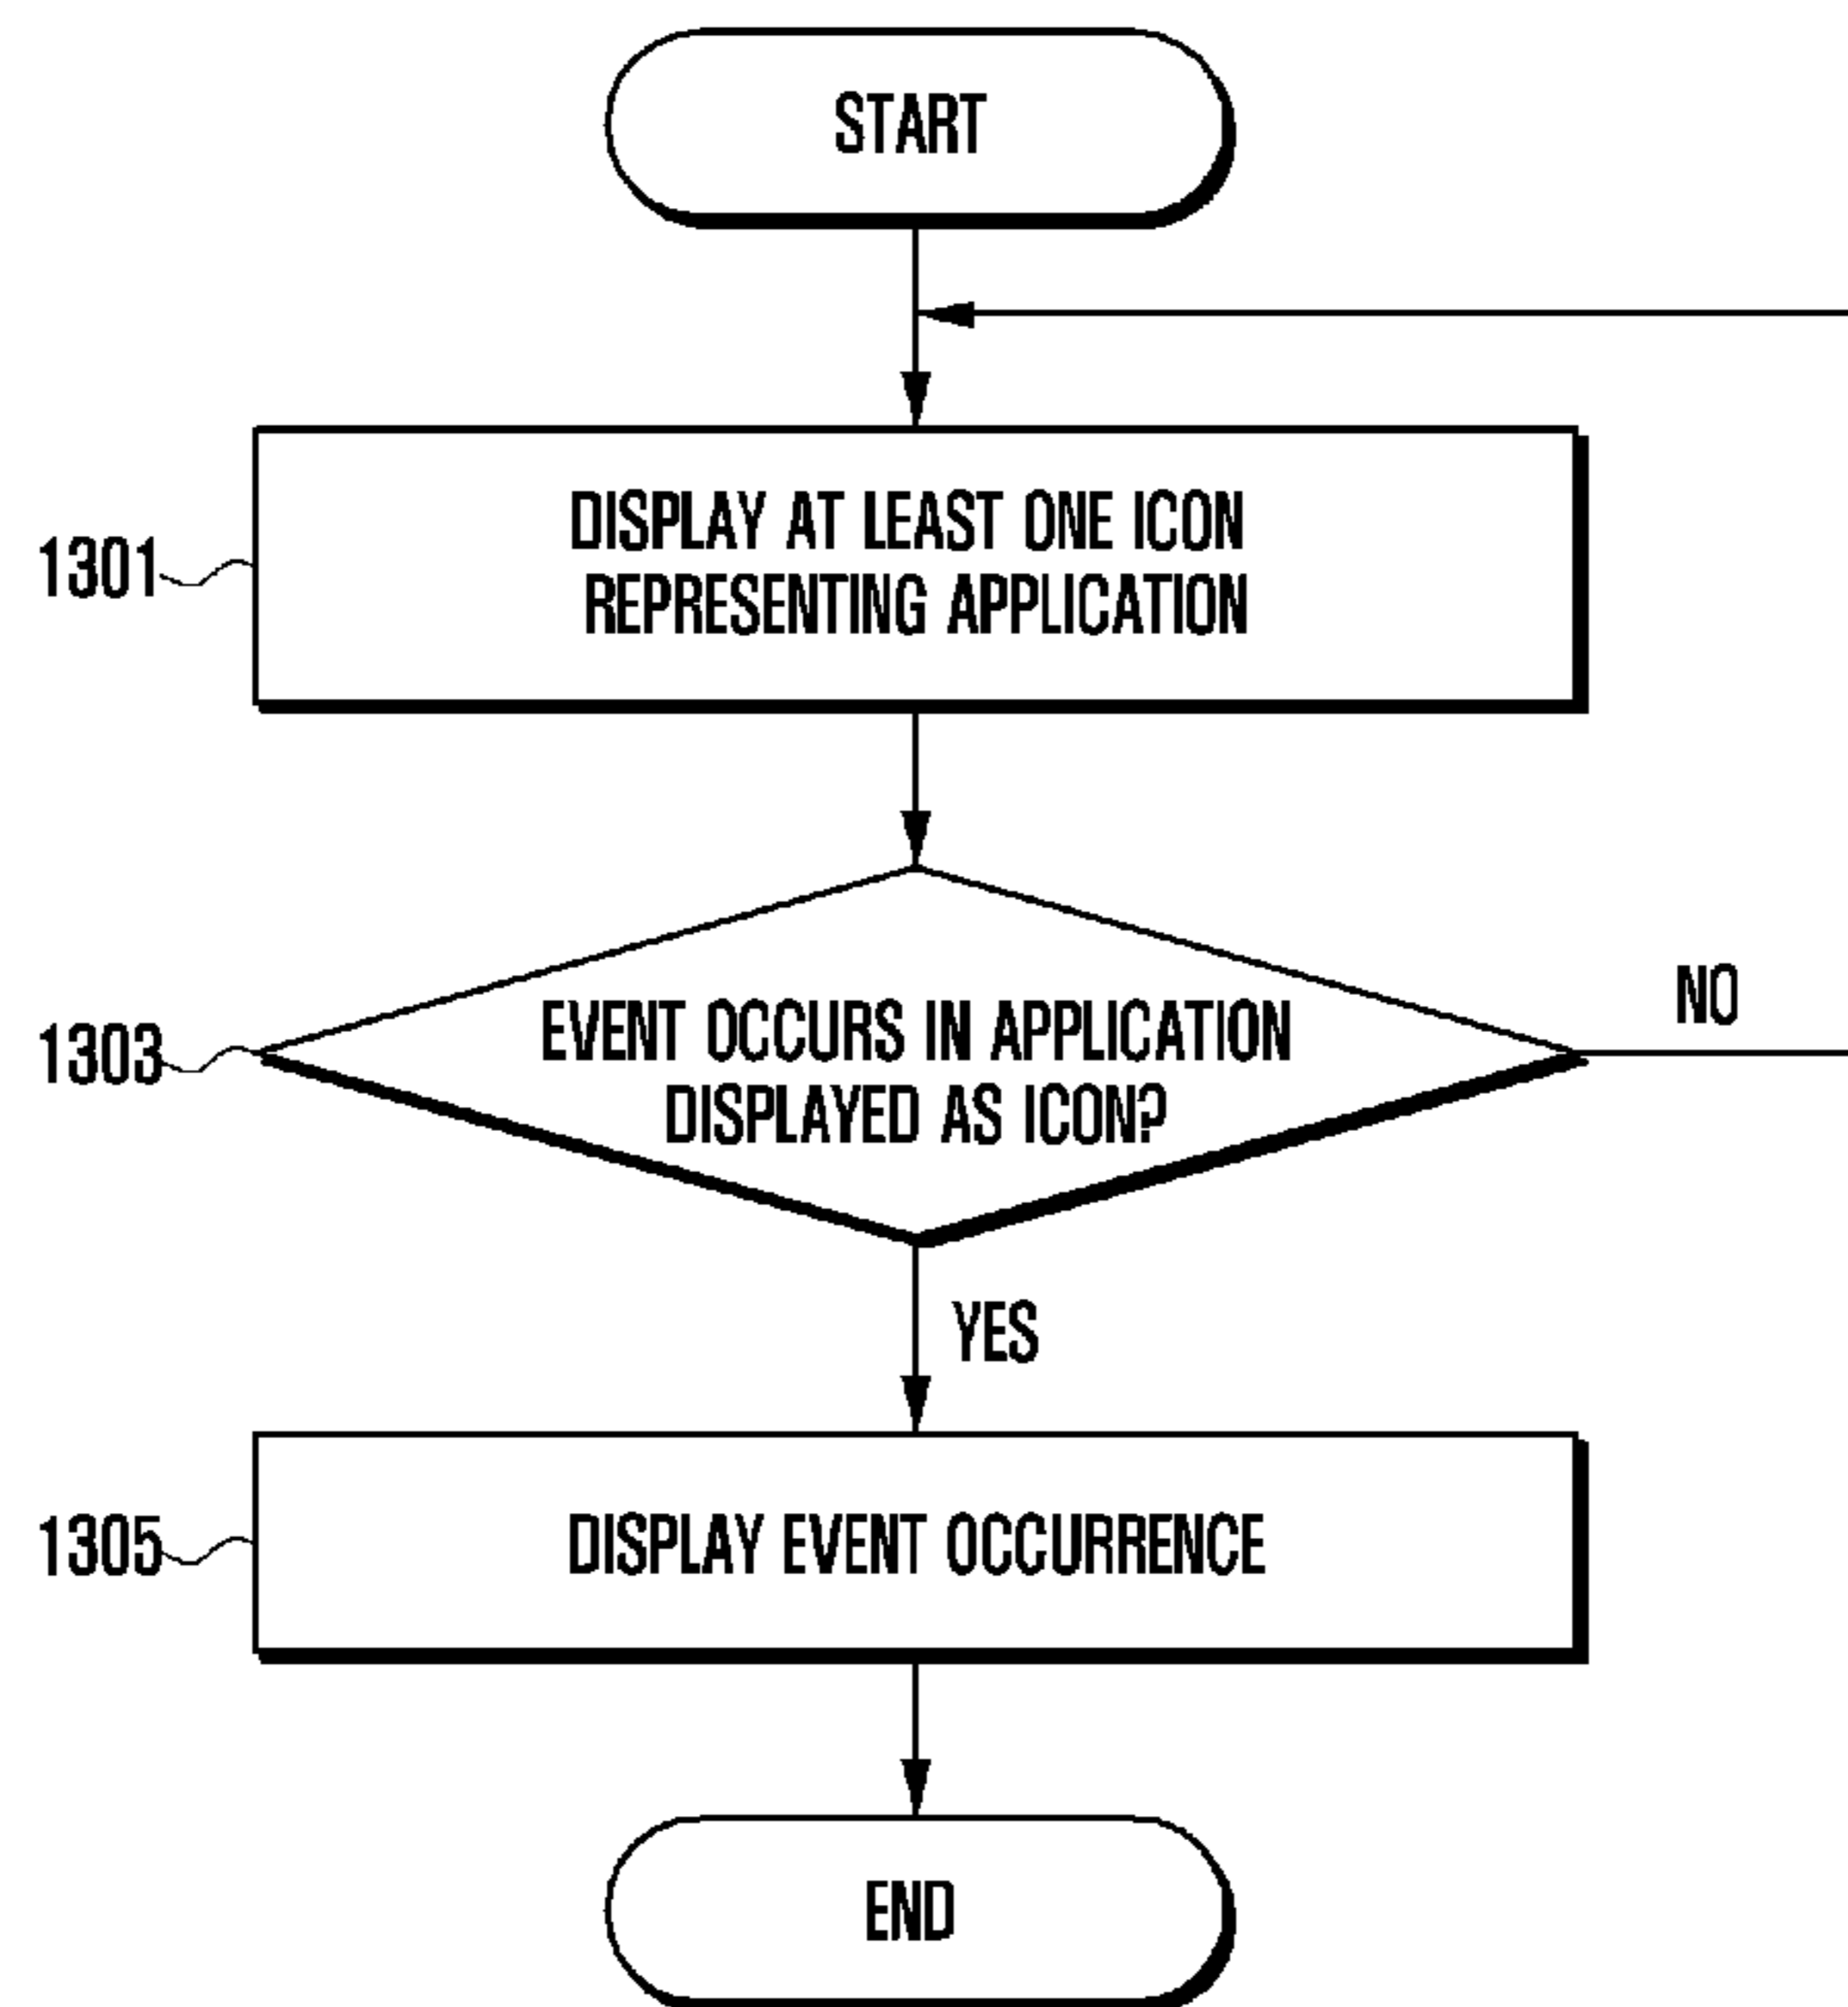 START
1301
DISPLAY AT LEAST ONE ICON
REPRESENTING APPLICATION
1303
EVENT OCCURS IN APPLICATION
DISPLAYED AS ICON?
NO
YES
1305
DISPLAY EVENT OCCURRENCE
END